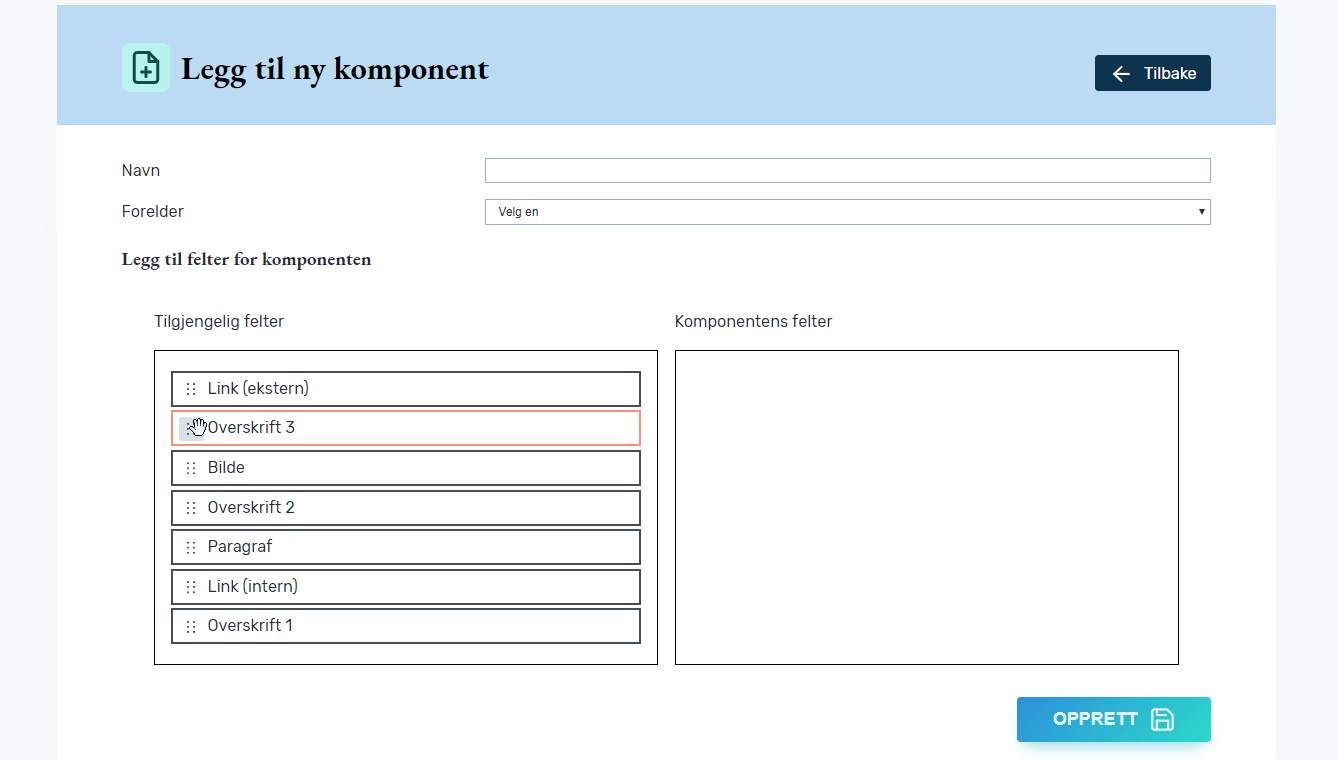 Legg til ny komponent
Tilbake
Navn
Forelder
Velg en
Legg til felter for komponenten
Tilgjengelig felter
Komponentens felter
Link (ekstern)
Overskrift 3
Bilde
Overskrift 2
Paragraf
Link (intern)
Overskrift 1
OPPRETT